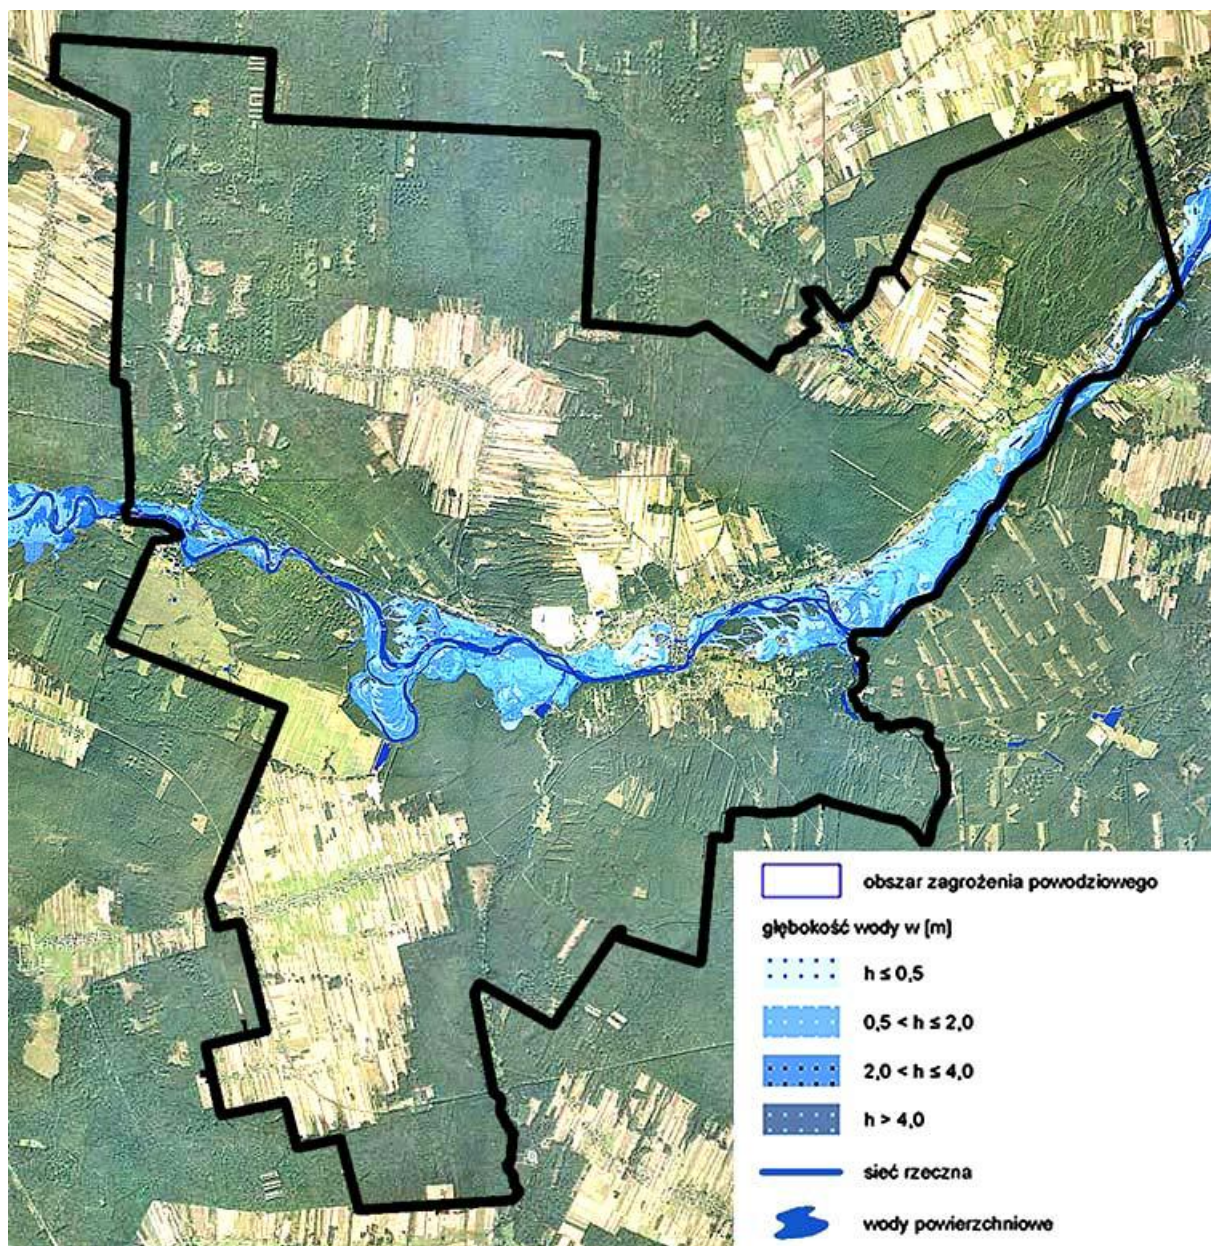 obszar zagrożenia powodziowego
głębokość wody w [m]
h ≤ 0,5
0,5 < h ≤ 2,0
2,0 < h ≤ 4,0
h > 4,0
sieć rzeczna
wody powierzchniowe